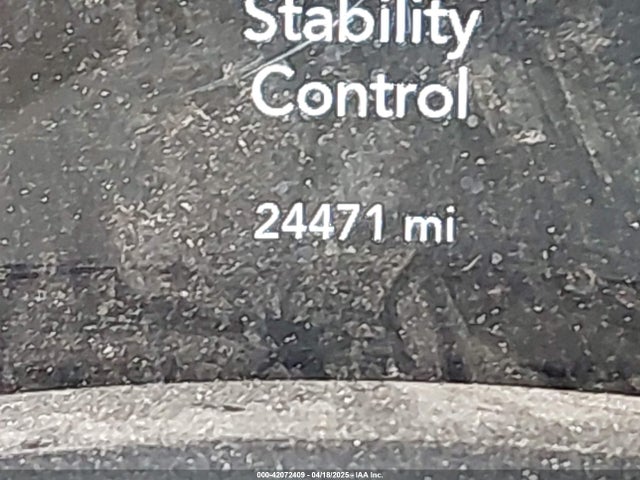 Stability
Control
24471 mi
000-42072409 - 04/18/2025 - IAA Inc.